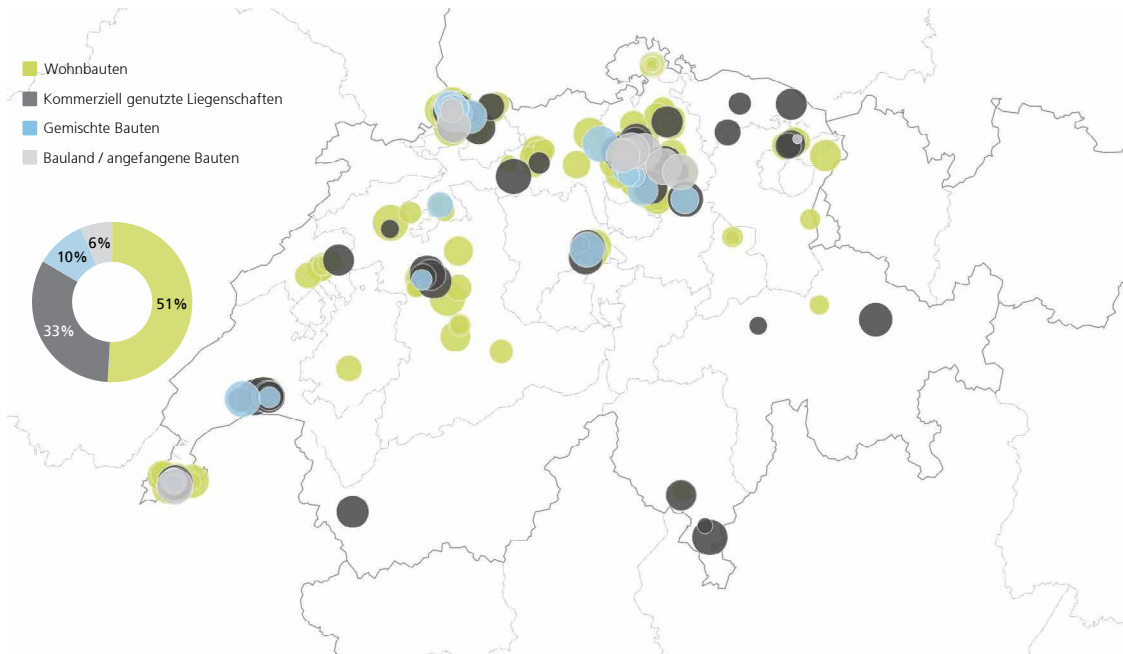 Wohnbauten
Kommerziell genutzte Liegenschaften
Gemischte Bauten
Bauland / angefangene Bauten
6%
10%
51%
33%